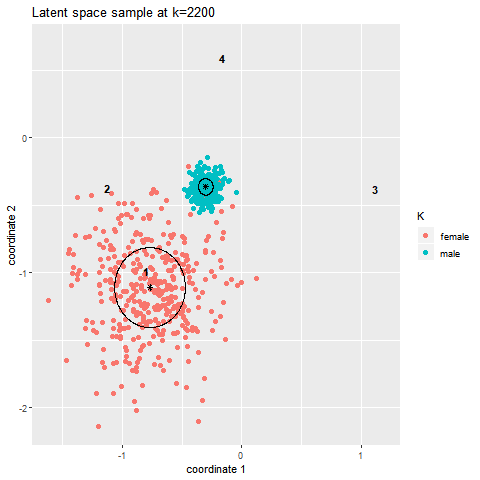 Latent space sample at k=2200
4
0
2
3
K
female
male
coordinate 2
1
-1
-2
-1
0
1
coordinate 1